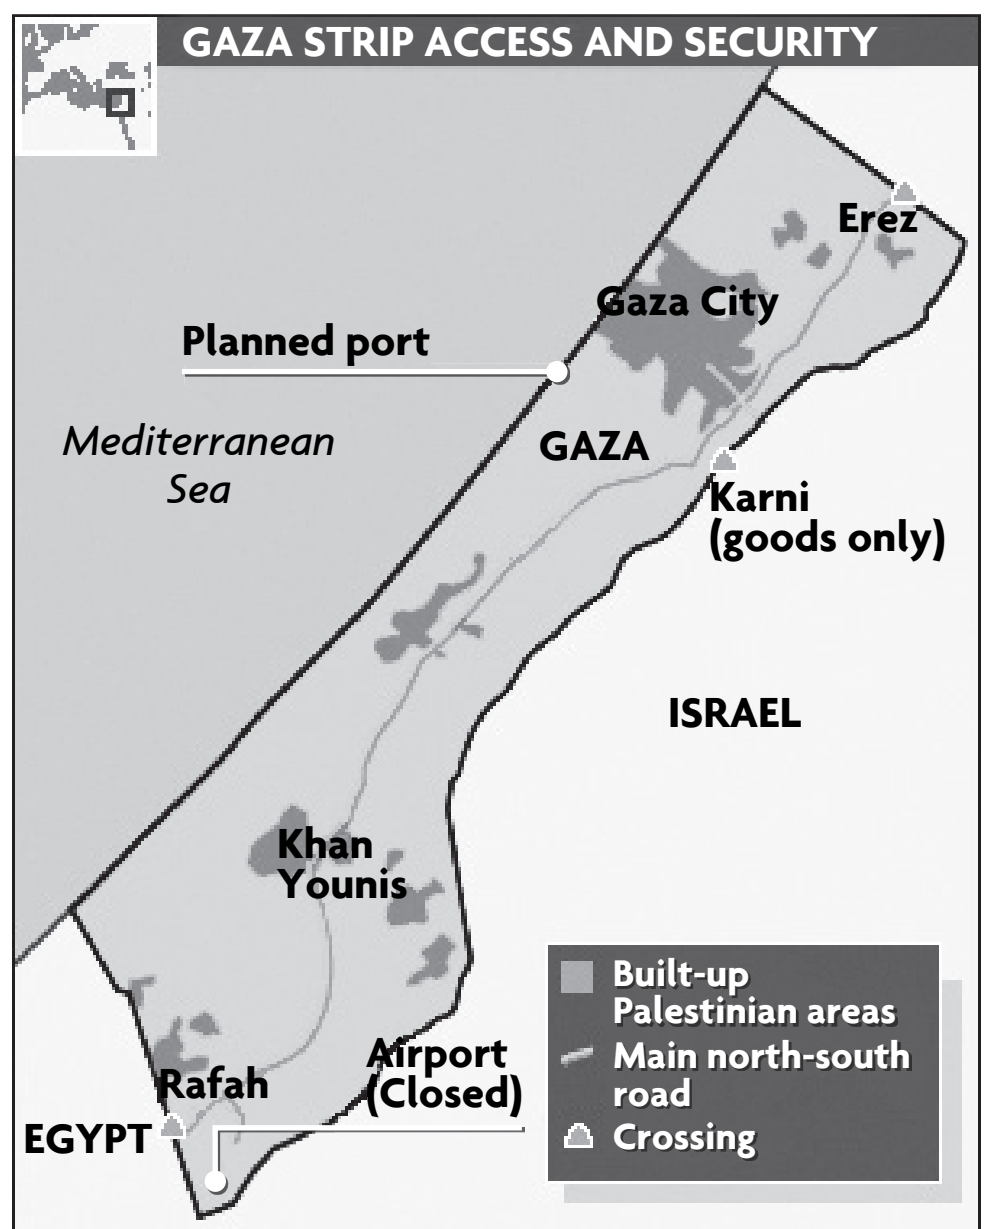 GAZA STRIP ACCESS AND SECURITY
Erez
Gaza City
Planned port
Mediterranean
Sea
GAZA
Karni
(goods only)
ISRAEL
Khan
Younis
Built-up
Palestinian areas
Main north-south
road
Crossing
Airport
(Closed)
Rafah
EGYPT